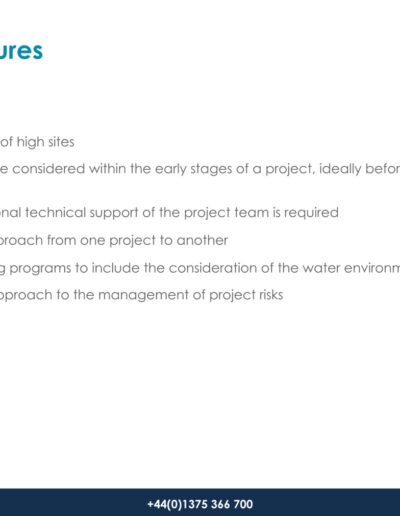 ures
of high sites
e considered within the early stages of a project, ideally befor
nal technical support of the project team is required
proach from one project to another
g programs to include the consideration of the water environm
pproach to the management of project risks
+44(0)1375 366 700